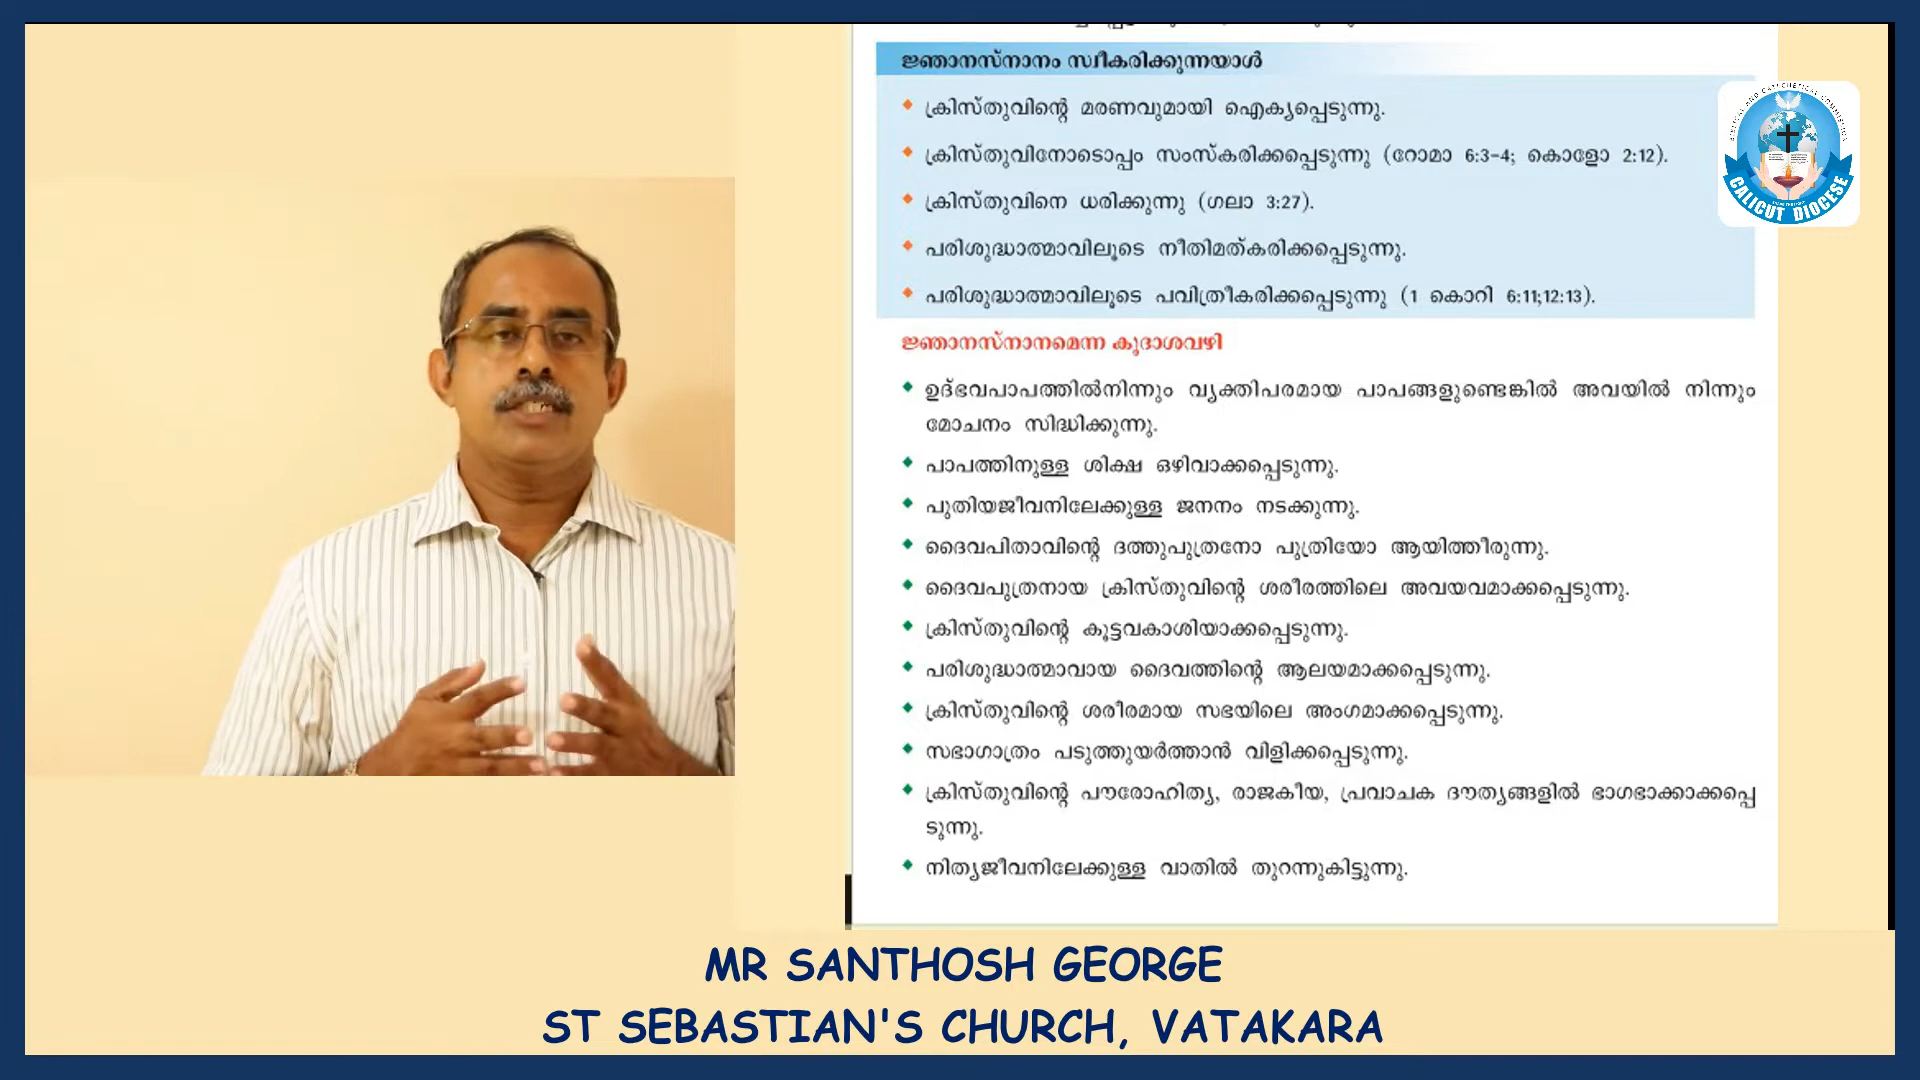 ജ്ഞാനസ്നാനം സ്വീകരിക്കുന്നയാൾ
ക്രിസ്തുവിന്റെ മരണവുമായി ഐക്യപ്പെടുന്നു.
ക്രിസ്തുവിനോടൊപ്പം സംസ്കരിക്കപ്പെടുന്നു (റോമാ 6:3-4; കൊളോ 2:12).
ക്രിസ്തുവിനെ ധരിക്കുന്നു (ഗലാ 3:27).
പരിശുദ്ധാത്മാവിലൂടെ നീതിമത്കരിക്കപ്പെടുന്നു.
പരിശുദ്ധാത്മാവിലൂടെ പവിത്രീകരിക്കപ്പെടുന്നു (1 കൊറി 6:11;12:13).
ജ്ഞാനസ്നാനമെന്ന കൂദാശവഴി
ഉദ്ഭവപാപത്തിൽനിന്നും വ്യക്തിപരമായ പാപങ്ങളുണ്ടെങ്കിൽ അവയിൽ നിന്നും
മോചനം സിദ്ധിക്കുന്നു.
പാപത്തിനുള്ള ശിക്ഷ ഒഴിവാക്കപ്പെടുന്നു.
പുതിയജീവനിലേക്കുള്ള ജനനം നടക്കുന്നു.
ദൈവപിതാവിന്റെ ദത്തുപുത്രനോ പുത്രിയോ ആയിത്തീരുന്നു.
ദൈവപുത്രനായ ക്രിസ്തുവിന്റെ ശരീരത്തിലെ അവയവമാക്കപ്പെടുന്നു.
ക്രിസ്തുവിന്റെ കൂട്ടവകാശിയാക്കപ്പെടുന്നു.
പരിശുദ്ധാത്മാവായ ദൈവത്തിന്റെ ആലയമാക്കപ്പെടുന്നു.
ക്രിസ്തുവിന്റെ ശരീരമായ സഭയിലെ അംഗമാക്കപ്പെടുന്നു.
സഭാഗാത്രം പടുത്തുയർത്താൻ വിളിക്കപ്പെടുന്നു.
ക്രിസ്തുവിന്റെ പൗരോഹിത്യ, രാജകീയ, പ്രവാചക ദൗത്യങ്ങളിൽ ഭാഗഭാക്കാക്കപ്പെ
ടുന്നു.
നിത്യജീവനിലേക്കുള്ള വാതിൽ തുറന്നുകിട്ടുന്നു.
CALICUT DIOCESE
MR SANTHOSH GEORGE
ST SEBASTIAN'S CHURCH, VATAKARA